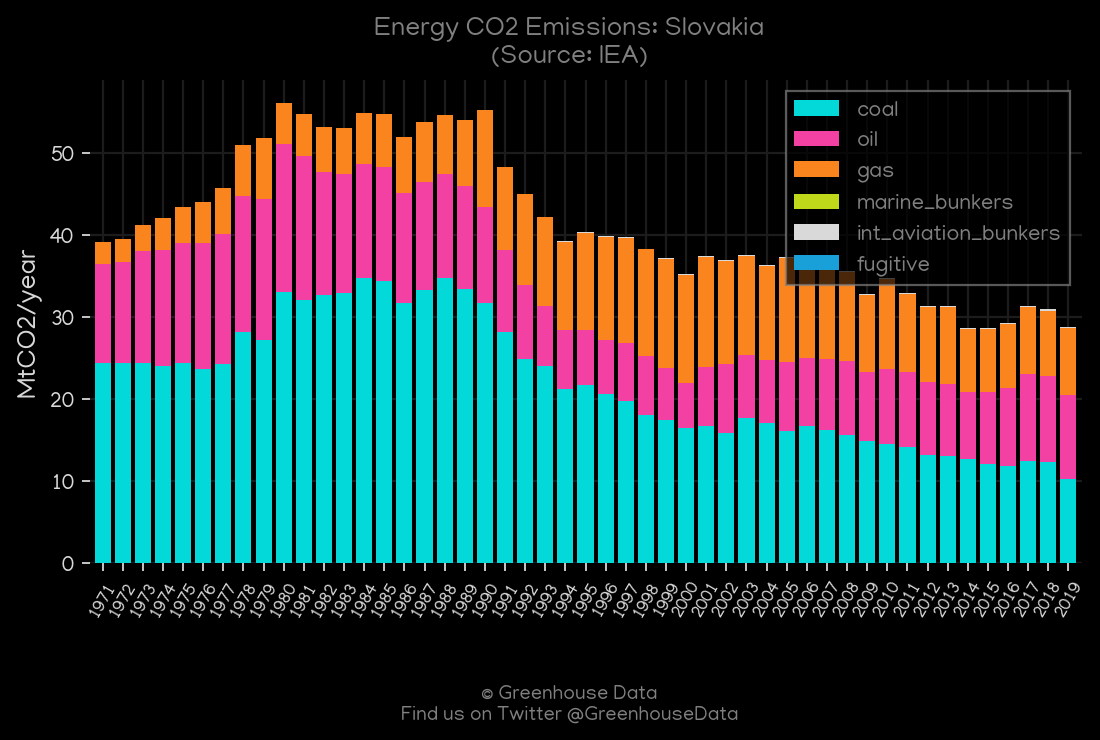 Energy CO2 Emissions: Slovakia
(Source: IEA)
coal
oil
gas
marine_bunkers
int_aviation_bunkers
fugitive
MtCO2/year
50
40
30
20
10
0
1971 1972 1973 1974 1975 1976 1977 1978 1979 1980 1981 1982 1983 1984 1985 1986 1987 1988 1989 1990 1991 1992 1993 1994 1995 1996 1997 1998 1999 2000 2001 2002 2003 2004 2005 2006 2007 2008 2009 2010 2011 2012 2013 2014 2015 2016 2017 2018 2019
© Greenhouse Data
Find us on Twitter @GreenhouseData